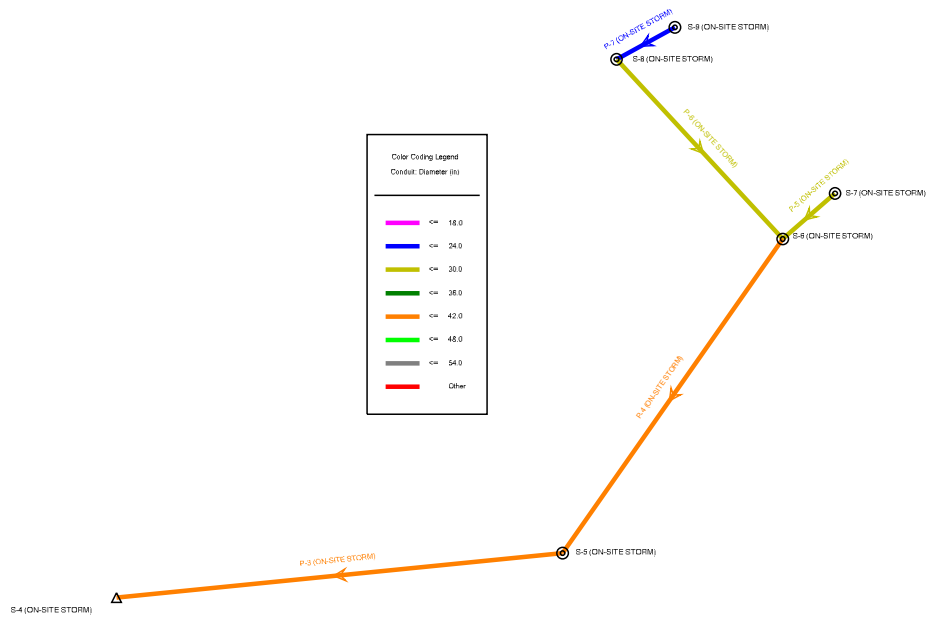 S-9 (ON-SITE STORM)
P-7 (ON-SITE STORM)
S-8 (ON-SITE STORM)
P-6 (ON-SITE STORM)
P-5 (ON-SITE STORM)
S-7 (ON-SITE STORM)
S-6 (ON-SITE STORM)
Color Coding Legend
Conduit: Diameter (in)
<= 18.0
<= 24.0
<= 30.0
<= 36.0
<= 42.0
<= 48.0
<= 54.0
Other
P-4 (ON-SITE STORM)
P-3 (ON-SITE STORM)
S-5 (ON-SITE STORM)
S-4 (ON-SITE STORM)